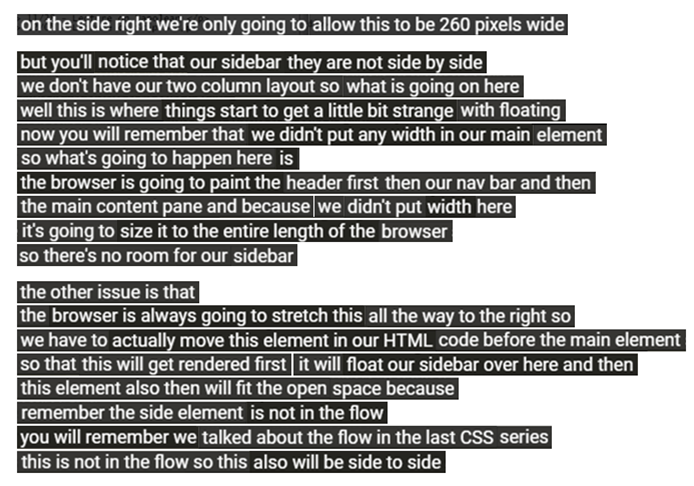 on the side right we're only going to allow this to be 260 pixels wide
but you'll notice that our sidebar they are not side by side
we don't have our two column layout so what is going on here
well this is where things start to get a little bit strange with floating
now you will remember that we didn't put any width in our main element
so what's going to happen here is
the browser is going to paint the header first then our nav bar and then
the main content pane and because we didn't put width here
it's going to size it to the entire length of the browser
so there's no room for our sidebar
the other issue is that
the browser is always going to stretch this all the way to the right so
we have to actually move this element in our HTML code before the main element
so that this will get rendered first it will float our sidebar over here and then
this element also then will fit the open space because
remember the side element is not in the flow
you will remember we talked about the flow in the last CSS series
this is not in the flow so this also will be side to side